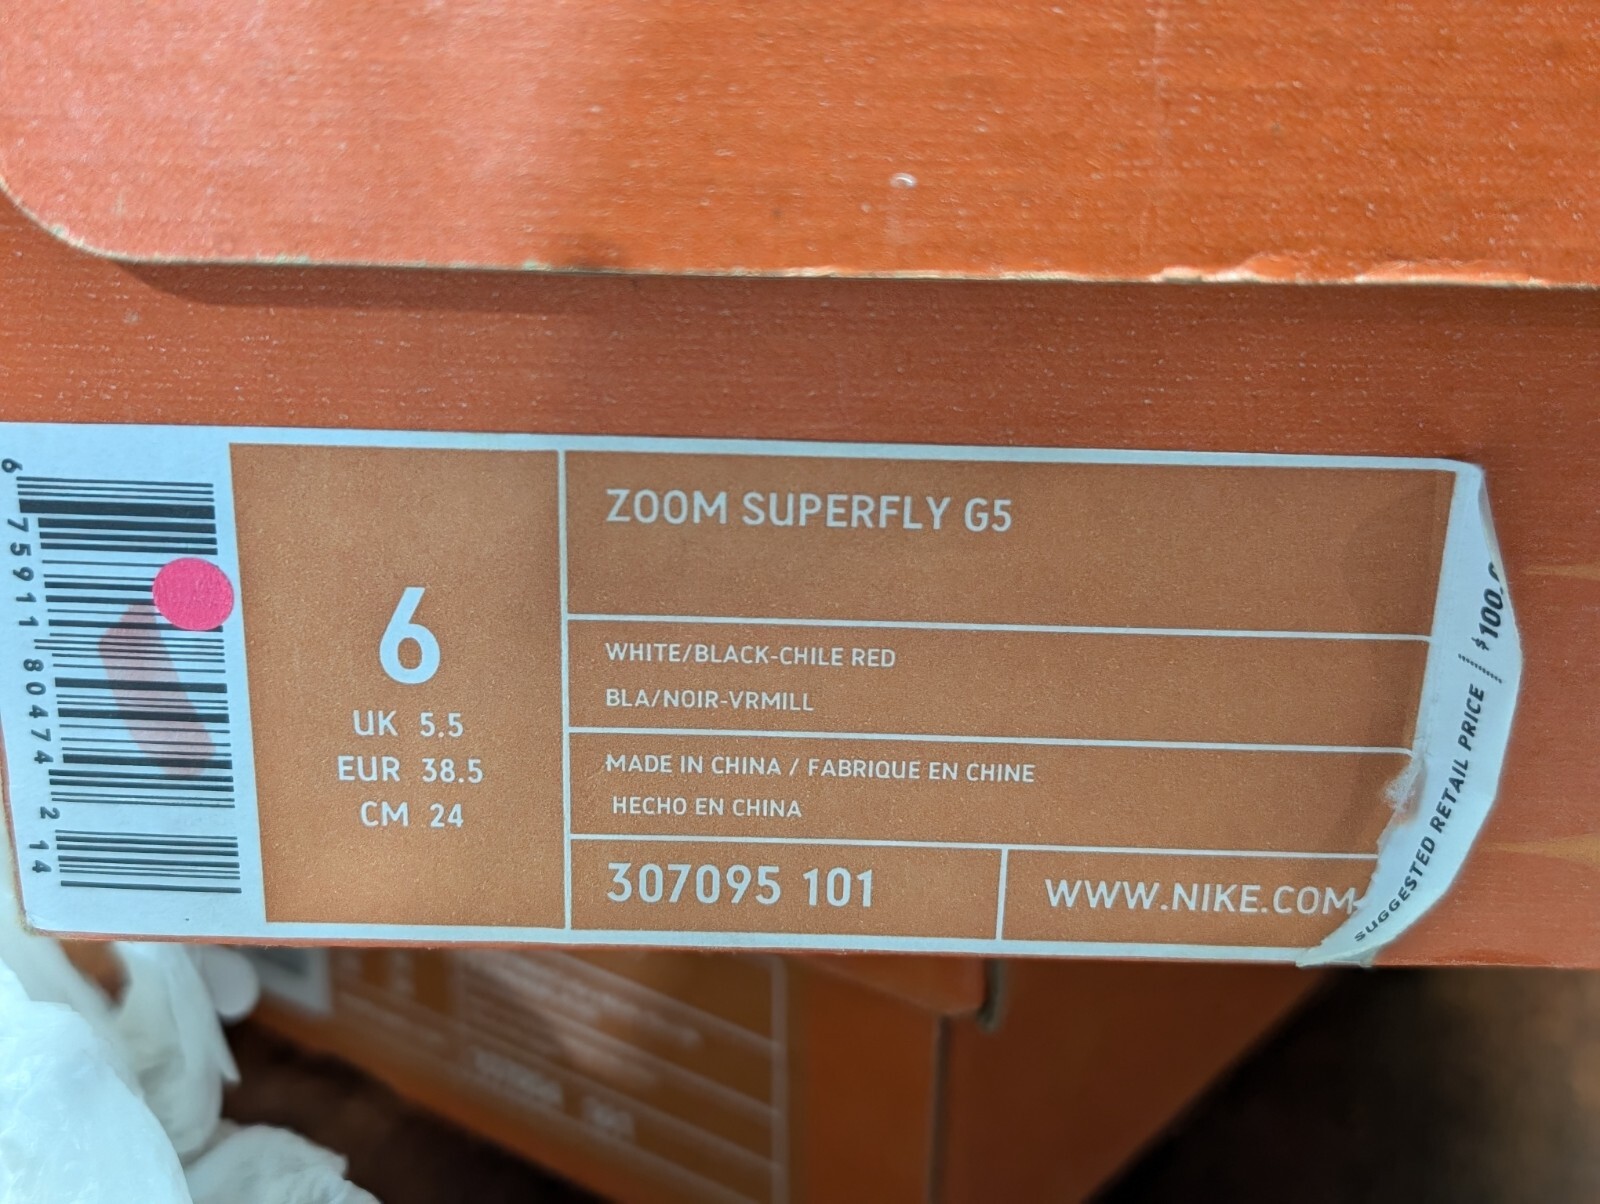 6 75911 80474 2 14
6
UK 5.5
EUR 38.5
CM 24
ZOOM SUPERFLY G5
WHITE/BLACK-CHILE RED
BLA/NOIR-VRMILL
MADE IN CHINA / FABRIQUE EN CHINE
HECHO EN CHINA
307095 101
WWW.NIKE.COM
SUGGESTED RETAIL PRICE $100.